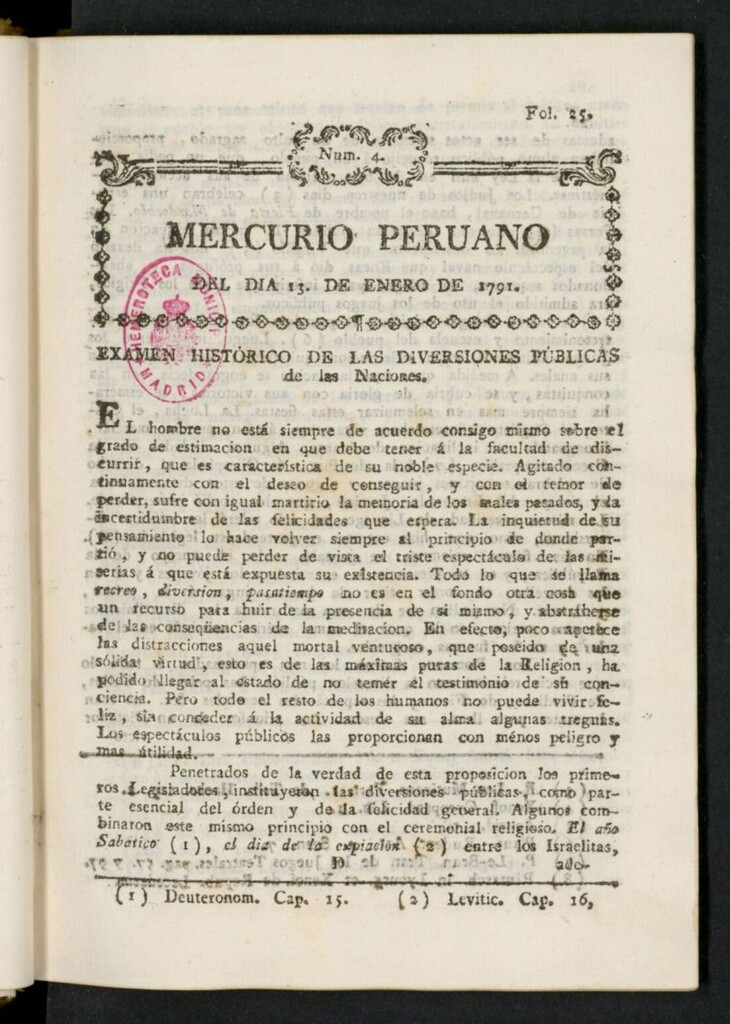 Fol. 25.
Num. 4.
MERCURIO PERUANO
DEL DIA 13. DE ENERO DE 1791.
HEMEROTECA MUNICIPAL
MADRID
EXAMEN HISTÓRICO DE LAS DIVERSIONES PÚBLICAS
de las Naciones.
EL hombre no está siempre de acuerdo consigo mismo sobre el
grado de estimacion en que debe tener á la facultad de dis-
currir, que es característica de su noble especie. Agitado con-
tinuamente con el deseo de conseguir, y con el temor de
perder, sufre con igual martirio la memoria de los males pasados, y la
incertidumbre de las felicidades que espera. La inquietud de su
pensamiento lo hace volver siempre al principio de donde par-
tió, y no puede perder de vista el triste espectáculo de las mi-
serias á que está expuesta su existencia. Todo lo que se llama
recreo, diversion, pasatiempo no es en el fondo otra cosa que
un recurso para huir de la presencia de sí mismo, y abstraherse
de las conseqüencias de la meditacion. En efecto, poco apetece
las distracciones aquel mortal venturoso, que poseido de una
sólida virtud, esto es de las máximas puras de la Religion, ha
podido llegar al estado de no temer el testimonio de su con-
ciencia. Pero todo el resto de los humanos no puede vivir fe-
liz, sin conceder á la actividad de su alma algunas treguas.
Los espectáculos públicos las proporcionan con ménos peligro y
mas utilidad.
Penetrados de la verdad de esta proposicion los prime-
ros Legisladores, instituyeron las diversiones públicas, como par-
te esencial del órden y de la felicidad general. Algunos com-
binaron este mismo principio con el ceremonial religioso. El año
Sabático (1), el dia de la expiacion (2) entre los Israelitas,
D ade-
(1) Deuteronom. Cap. 15. (2) Levitic. Cap. 16,